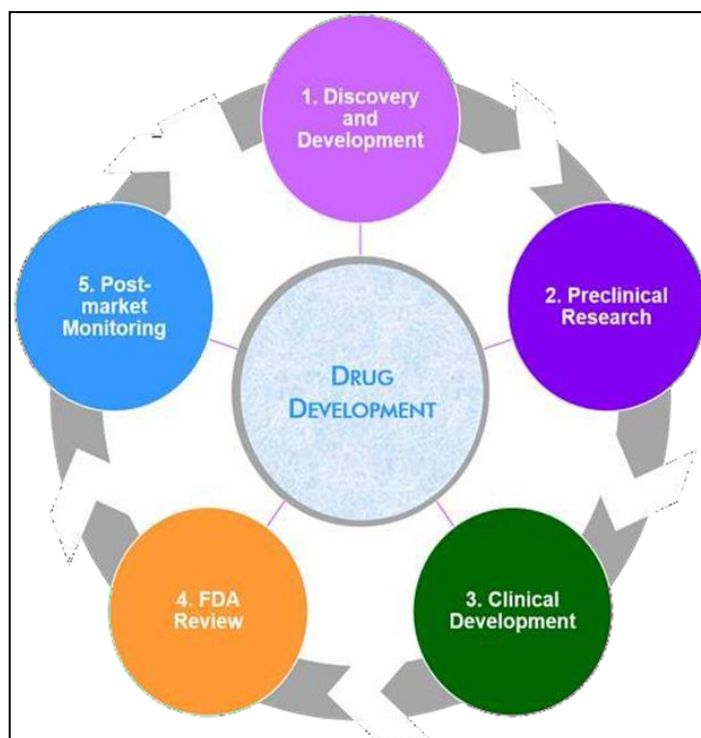 1. Discovery
and
Development
2. Preclinical
Research
3. Clinical
Development
4. FDA
Review
5. Post-
market
Monitoring
DRUG
DEVELOPMENT